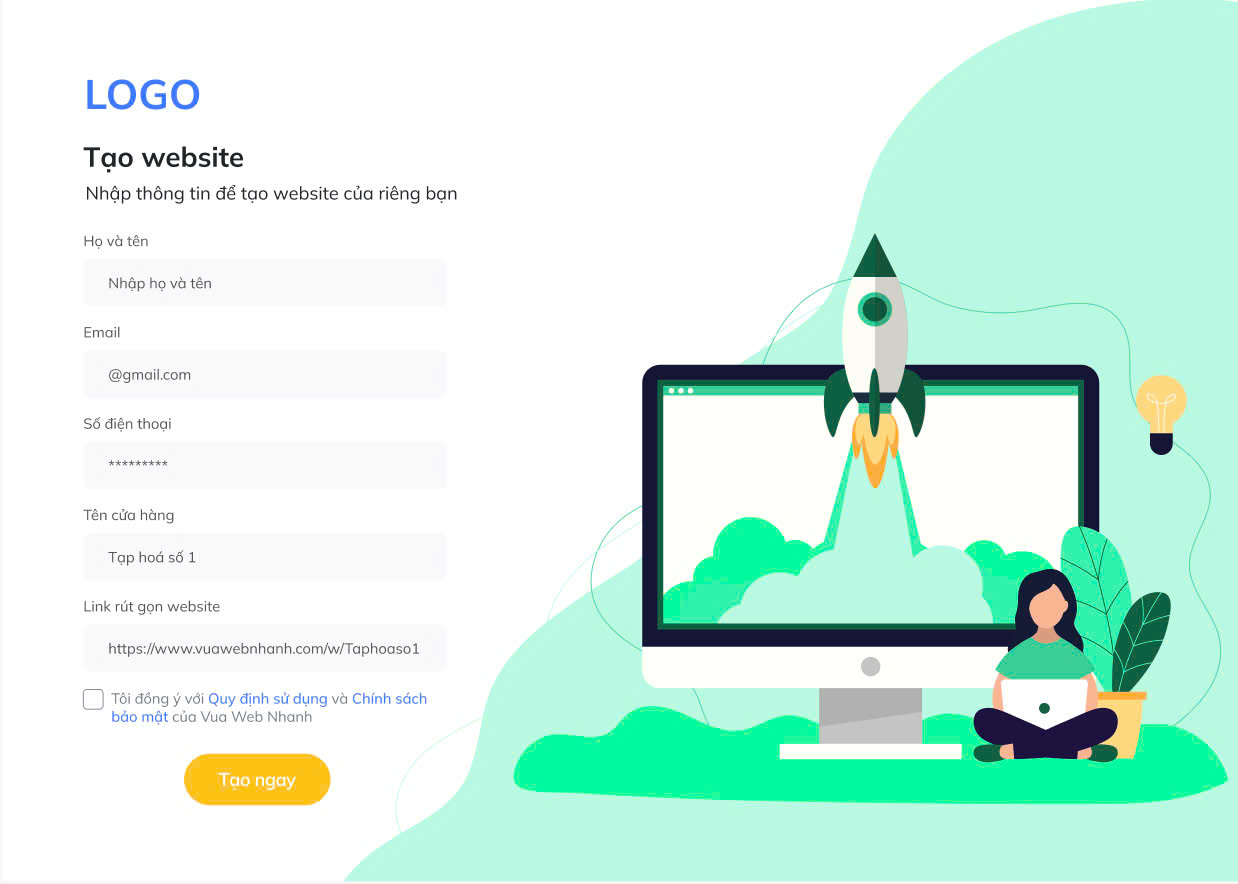 LOGO
Tạo website
Nhập thông tin để tạo website của riêng bạn
Họ và tên
Nhập họ và tên
Email
@gmail.com
Số điện thoại
*********
Tên cửa hàng
Tạp hoá số 1
Link rút gọn website
https://www.vuawebnhanh.com/w/Taphoaso1
Tôi đồng ý với Quy định sử dụng và Chính sách
bảo mật của Vua Web Nhanh
Tạo ngay